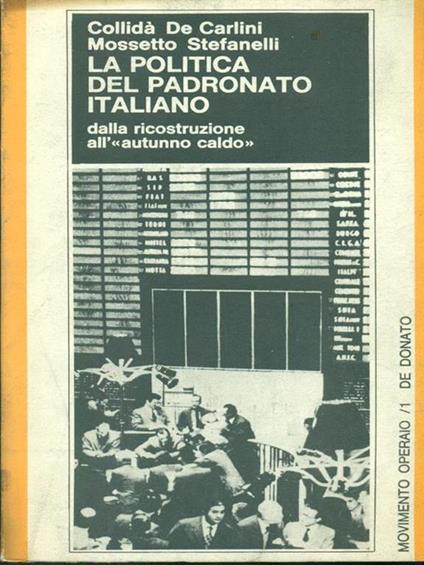 Collidà De Carlini
Mossetto Stefanelli
LA POLITICA
DEL PADRONATO
ITALIANO
dalla ricostruzione
all'«autunno caldo»
MOVIMENTO OPERAIO /1 DE DONATO